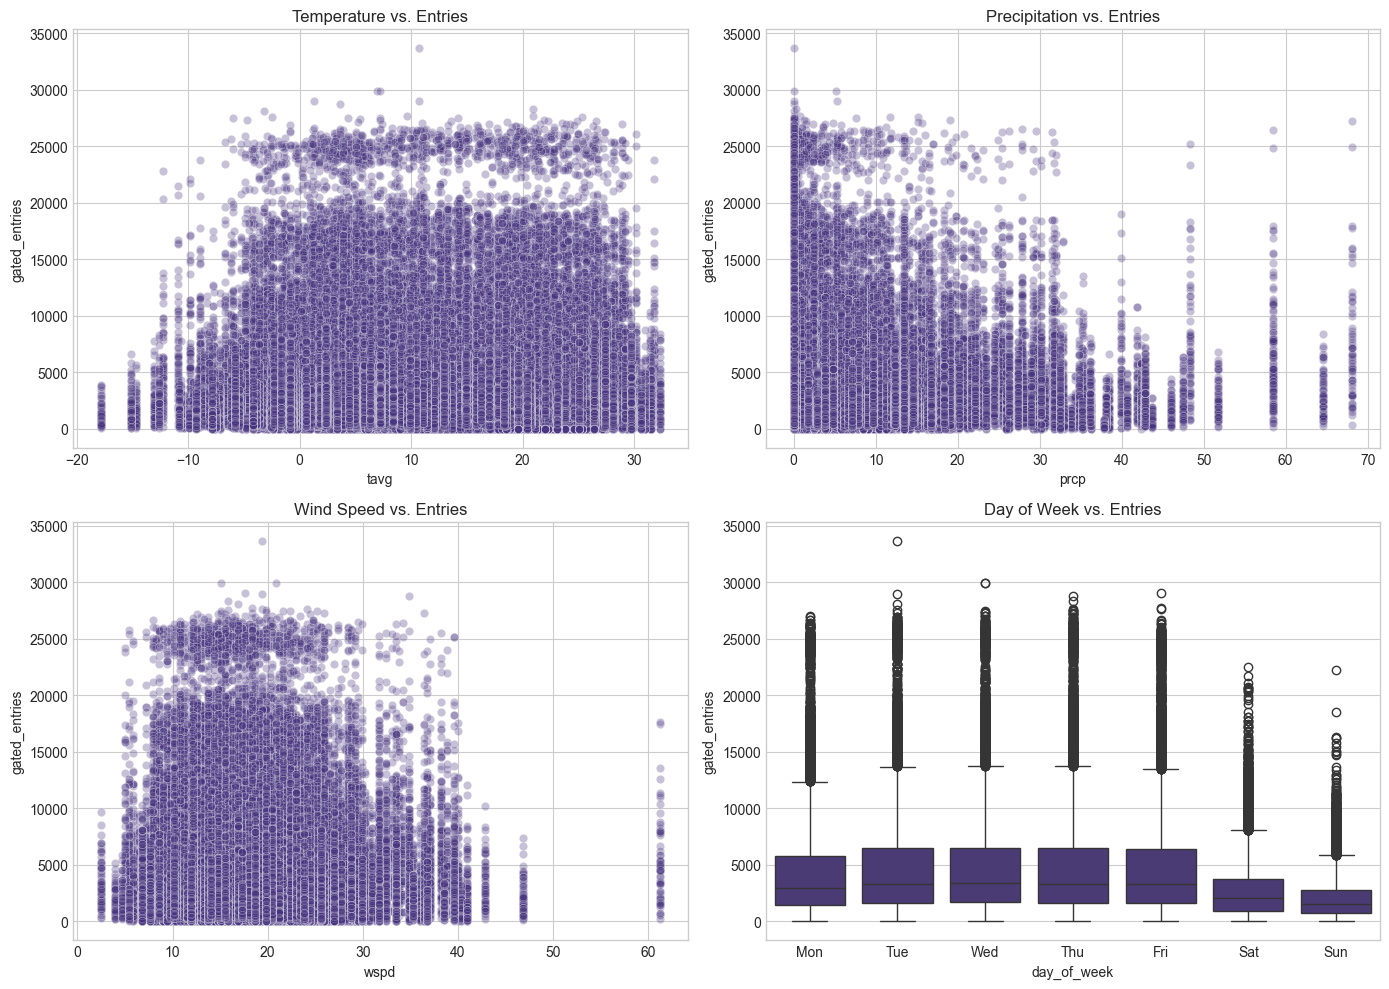 Temperature vs. Entries
35000
30000
25000
20000
15000
10000
5000
0
gated_entries
−20
−10
0
10
20
30
tavg
Precipitation vs. Entries
35000
30000
25000
20000
15000
10000
5000
0
gated_entries
0
10
20
30
40
50
60
70
prcp
Wind Speed vs. Entries
35000
30000
25000
20000
15000
10000
5000
0
gated_entries
0
10
20
30
40
50
60
wspd
Day of Week vs. Entries
35000
30000
25000
20000
15000
10000
5000
0
gated_entries
Mon
Tue
Wed
Thu
Fri
Sat
Sun
day_of_week